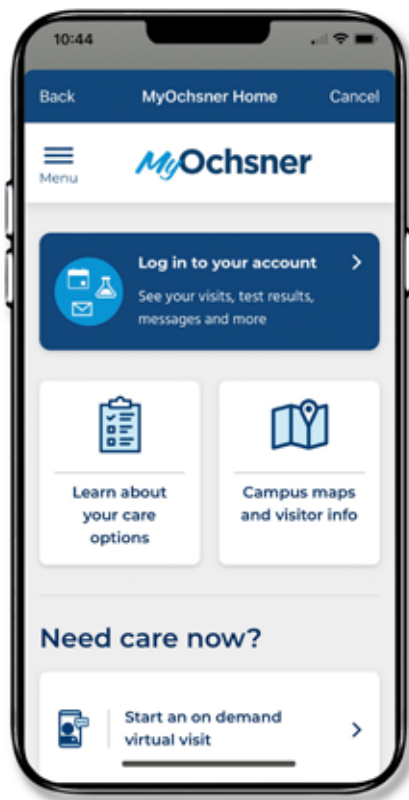 10:44
Back MyOchsner Home Cancel
Menu
MyOchsner
Log in to your account
See your visits, test results,
messages and more
Learn about
your care
options
Campus maps
and visitor info
Need care now?
Start an on demand
virtual visit